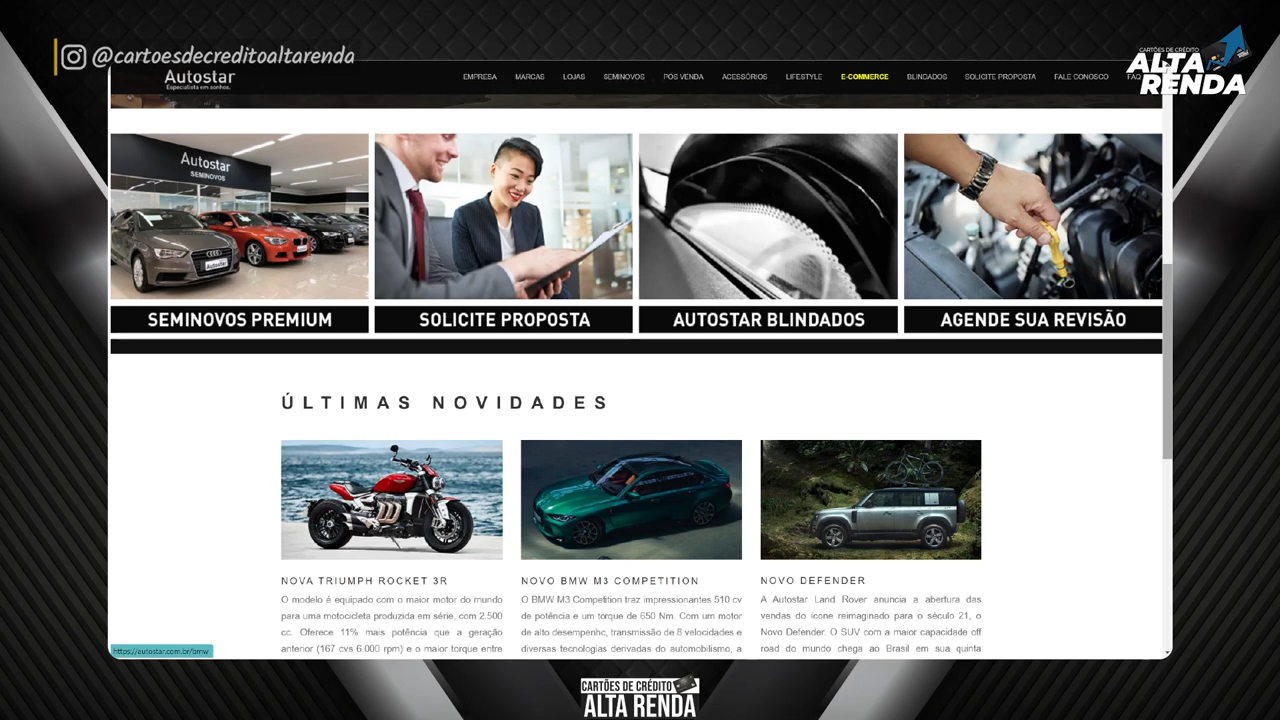 @cartoesdecreditoaltarenda
CARTÕES DE CRÉDITO
ALTA
RENDA
Autostar
Especialista em sonhos.
EMPRESA MARCAS LOJAS SEMINOVOS PÓS VENDA ACESSÓRIOS LIFESTYLE E-COMMERCE BLINDADOS SOLICITE PROPOSTA FALE CONOSCO FAQ
Autostar
SEMINOVOS
Autostar
SEMINOVOS PREMIUM
SOLICITE PROPOSTA
AUTOSTAR BLINDADOS
AGENDE SUA REVISÃO
ÚLTIMAS NOVIDADES
NOVA TRIUMPH ROCKET 3R
O modelo é equipado com o maior motor do mundo
para uma motocicleta produzida em série, com 2.500
cc. Oferece 11% mais potência que a geração
anterior (167 cvs 6.000 rpm) e o maior torque entre
NOVO BMW M3 COMPETITION
O BMW M3 Competition traz impressionantes 510 cv
de potência e um torque de 650 Nm. Com um motor
de alto desempenho, transmissão de 8 velocidades e
diversas tecnologias derivadas do automobilismo, a
NOVO DEFENDER
A Autostar Land Rover anuncia a abertura das
vendas do ícone reimaginado para o século 21, o
Novo Defender. O SUV com a maior capacidade off
road do mundo chega ao Brasil em sua quinta
https://autostar.com.br/bmw
CARTÕES DE CRÉDITO
ALTA RENDA